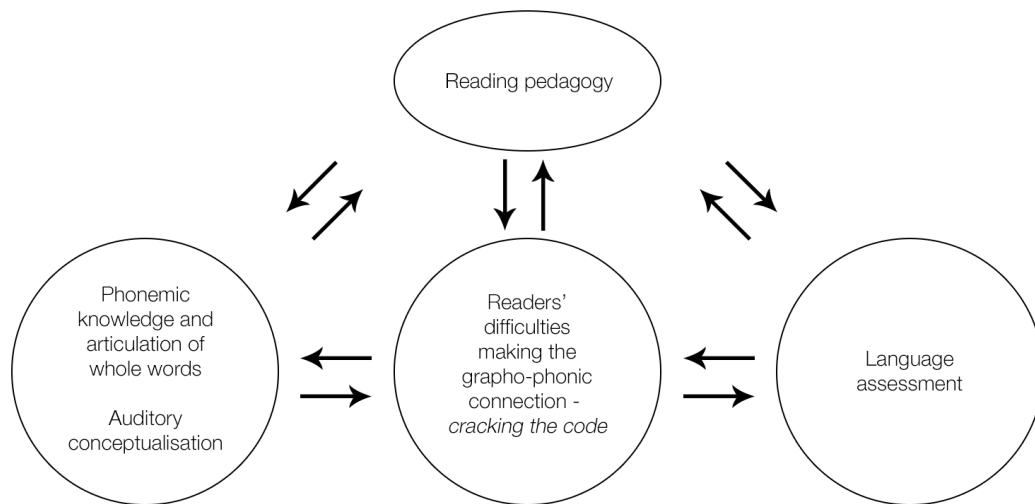 Reading pedagogy
Phonemic
knowledge and
articulation of
whole words
Auditory
conceptualisation
Readers’
difficulties
making the
grapho-phonic
connection -
cracking the code
Language
assessment